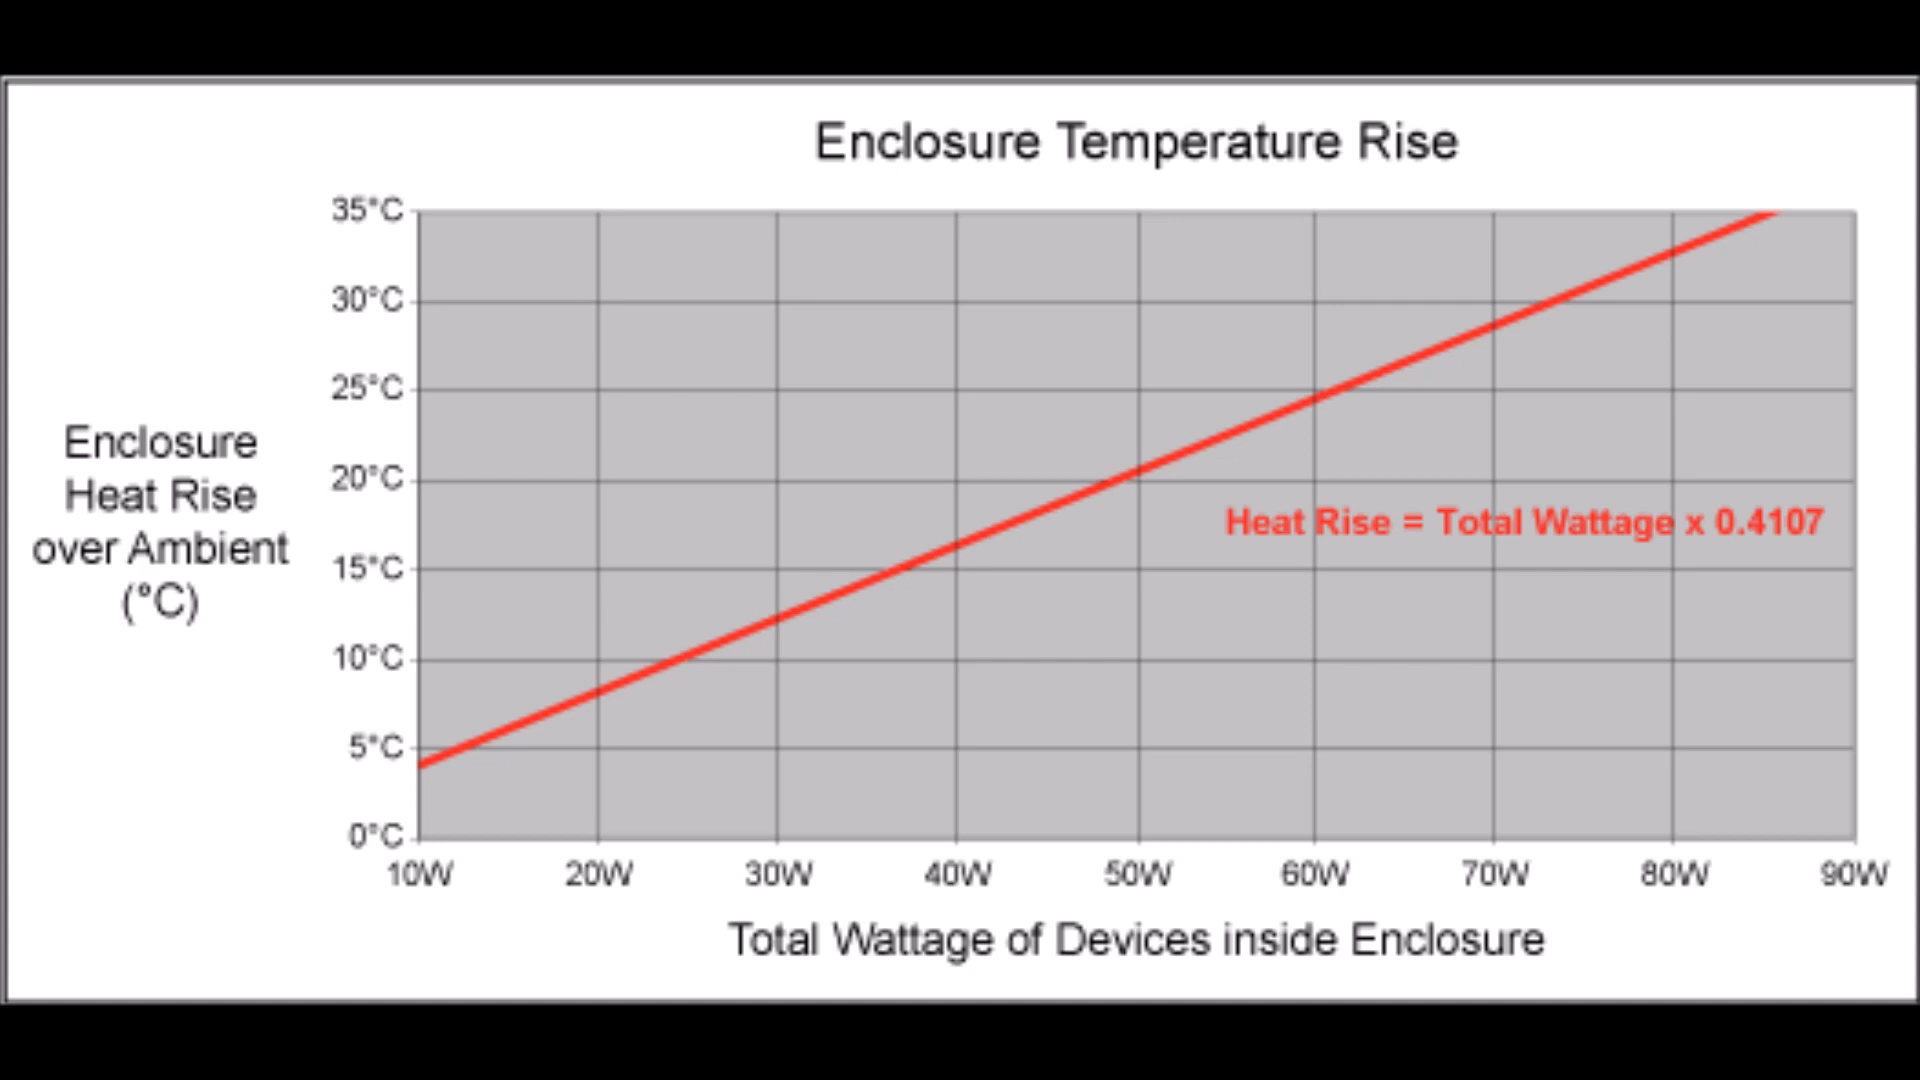 Enclosure Temperature Rise
35°C
30°C
25°C
20°C
15°C
10°C
5°C
0°C
Enclosure
Heat Rise
over Ambient
(°C)
Heat Rise = Total Wattage x 0.4107
10W 20W 30W 40W 50W 60W 70W 80W 90W
Total Wattage of Devices inside Enclosure